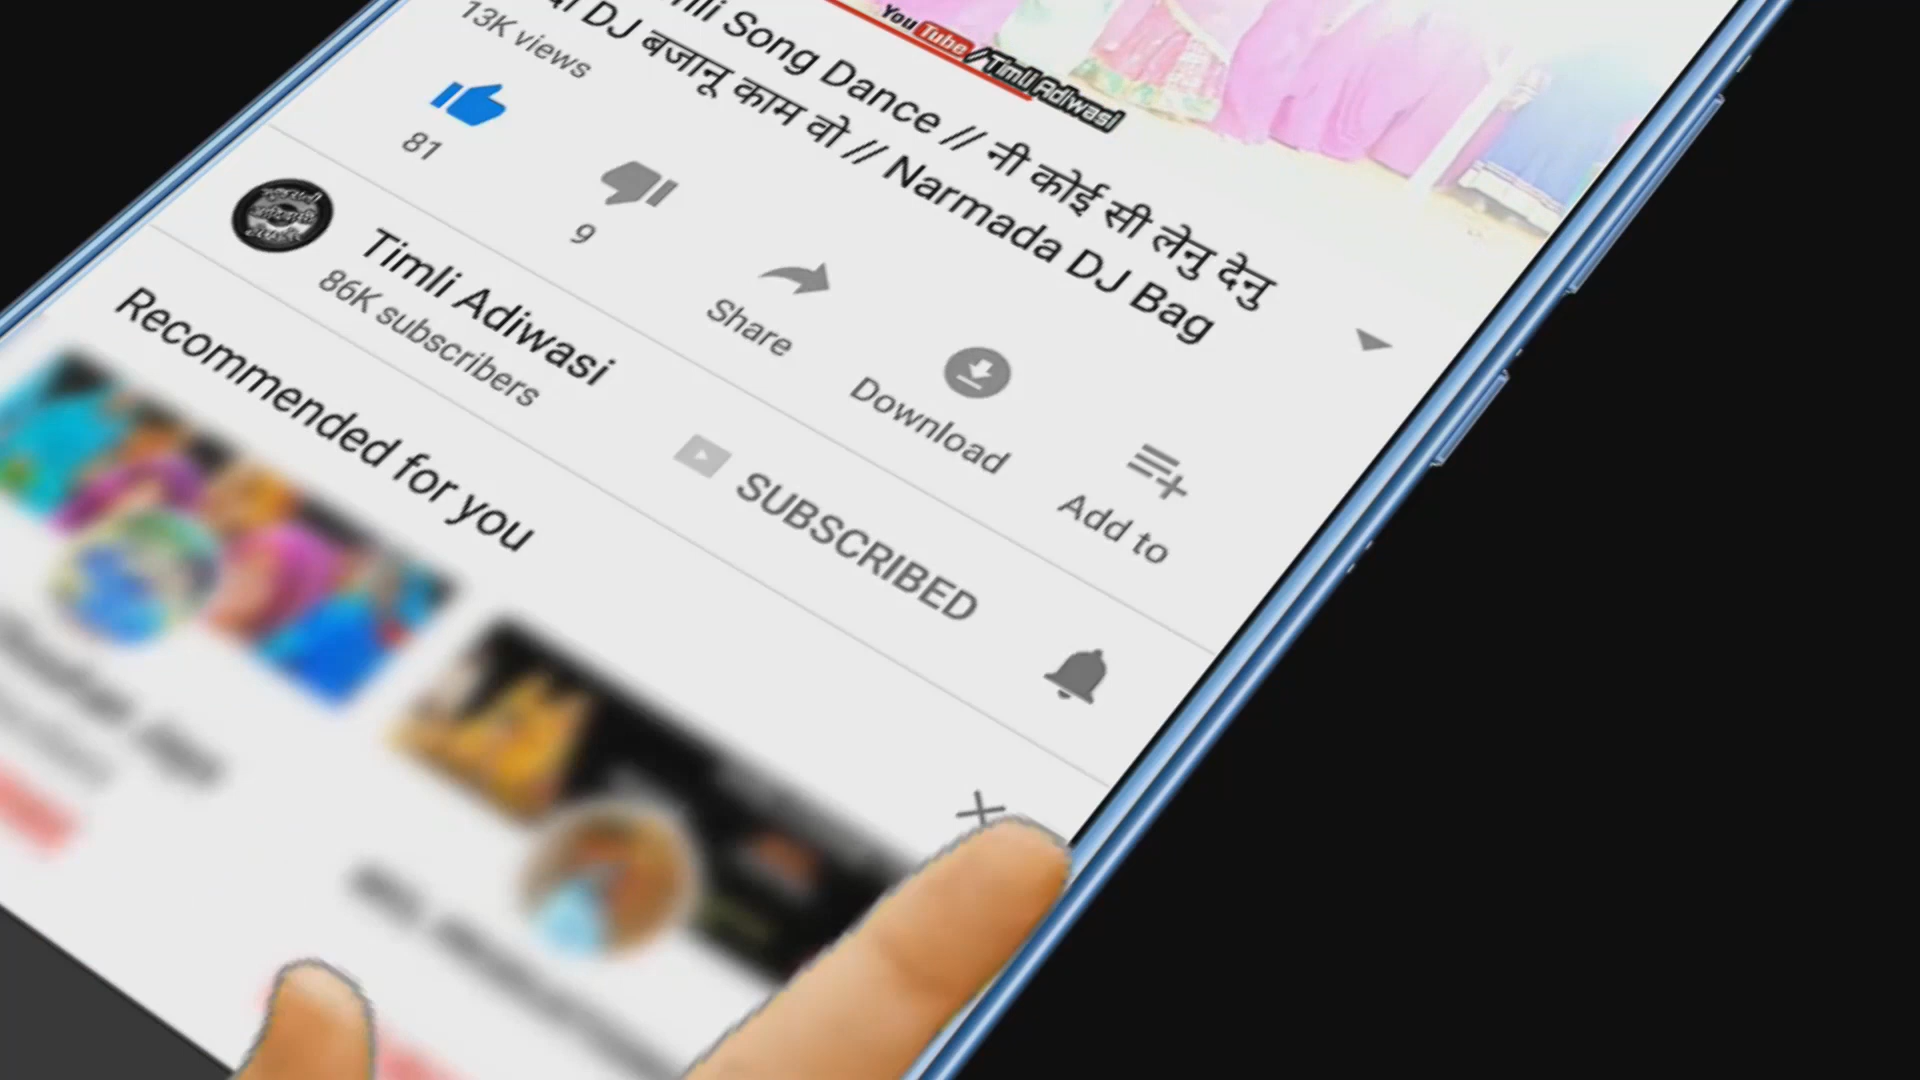 YouTube/Timli Adiwasi
Song Dance // नी कोई सी लेनु देनु
DJ बजानू काम वो // Narmada DJ Bag
13K views
81
9
Share
Download
Add to
Timli Adiwasi
86K subscribers
SUBSCRIBED
Recommended for you